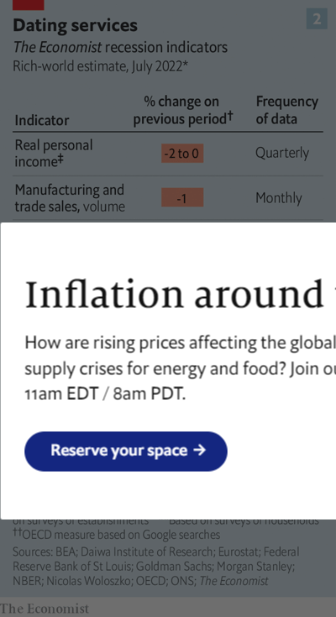 2
Dating services
The Economist recession indicators
Rich-world estimate, July 2022*
% change on
previous period†
Frequency
of data
Indicator
Real personal
income‡
-2 to 0
Quarterly
Manufacturing and
trade sales, volume
-1
Monthly
Inflation around
How are rising prices affecting the global
supply crises for energy and food? Join
11am EDT / 8am PDT.
Reserve your space →
on surveys of establishments Based on surveys of households
††OECD measure based on Google searches
Sources: BEA; Daiwa Institute of Research; Eurostat; Federal
Reserve Bank of St Louis; Goldman Sachs; Morgan Stanley;
NBER; Nicolas Woloszko; OECD; ONS; The Economist
The Economist